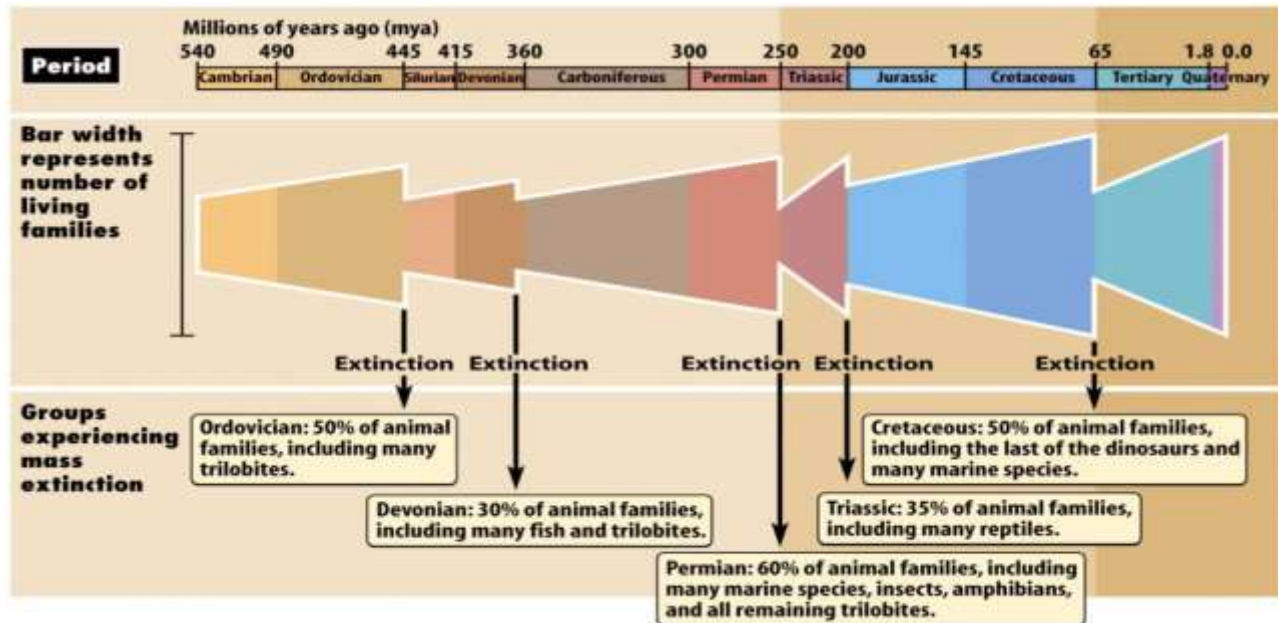 Millions of years ago (mya)
540 490 445 415 360 300 250 200 145 65 1.8 0.0
Period
Cambrian Ordovician Silurian Devonian Carboniferous Permian Triassic Jurassic Cretaceous Tertiary Quaternary
Bar width
represents
number of
living
families
Extinction Extinction Extinction Extinction Extinction
Groups
experiencing
mass
extinction
Ordovician: 50% of animal
families, including many
trilobites.
Cretaceous: 50% of animal families,
including the last of the dinosaurs and
many marine species.
Devonian: 30% of animal families,
including many fish and trilobites.
Triassic: 35% of animal families,
including many reptiles.
Permian: 60% of animal families, including
many marine species, insects, amphibians,
and all remaining trilobites.